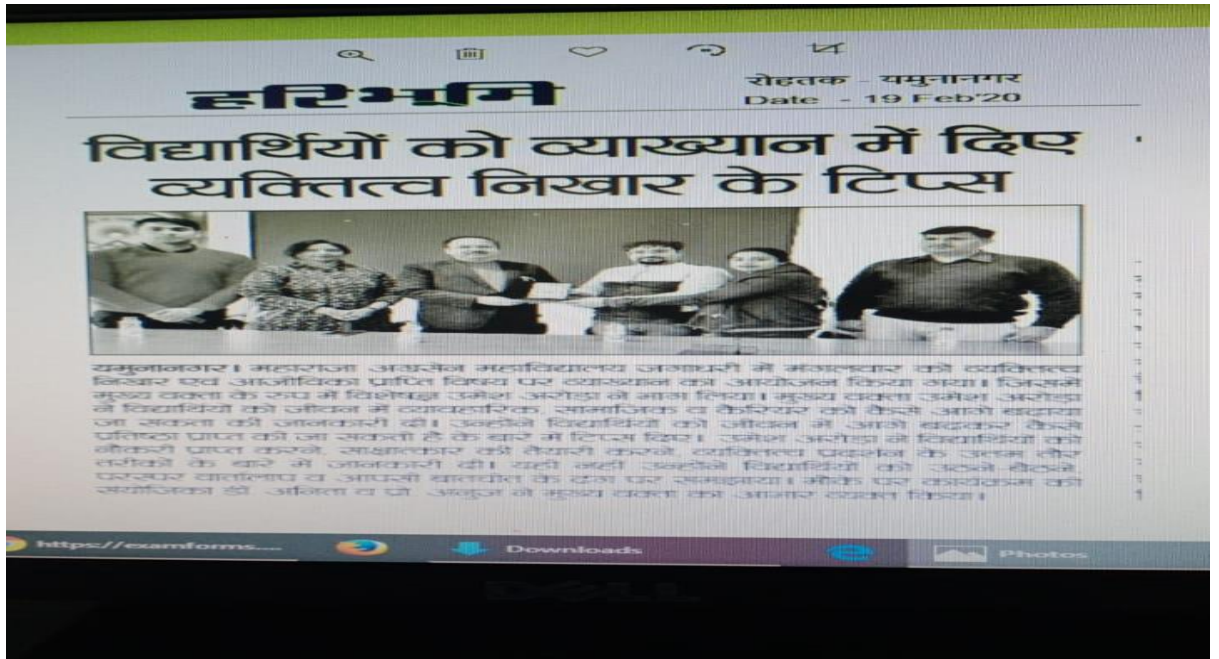 हरिभूमि
रोहतक - यमुनानगर
Date - 19 Feb'20
विद्यार्थियों को व्याख्यान में दिए
व्यक्तित्व निखार के टिप्स
यमुनानगर। महाराजा अग्रसेन महाविद्यालय जगाधरी में मंगलवार को व्यक्तित्व
निखार एवं आजीविका प्राप्ति विषय पर व्याख्यान का आयोजन किया गया। जिसमें
मुख्य वक्ता के रूप में विशेषज्ञ उमेश अरोड़ा ने भाग लिया। मुख्य वक्ता उमेश अरोड़ा
ने विद्यार्थियों को जीवन में व्यावहारिक, सामाजिक व कैरियर को कैसे आगे बढ़ाया
जा सकता की जानकारी दी। उन्होंने विद्यार्थियों को जीवन में आगे बढ़कर कैसे
प्रतिष्ठा प्राप्त की जा सकती है के बारे में टिप्स दिए। उमेश अरोड़ा ने विद्यार्थियों को
नौकरी प्राप्त करने, साक्षात्कार की तैयारी करने, व्यक्तित्व प्रदर्शन के उत्तम तौर
तरीकों के बारे में जानकारी दी। यही नहीं उन्होंने विद्यार्थियों को उठने बैठने,
परस्पर वार्तालाप व आपसी बातचीत के ढंग पर समझाया। मौके पर कार्यक्रम की
संयोजिका डॉ. अनिता व प्रो. अनुज ने मुख्य वक्ता का आभार व्यक्त किया।
https://examforms....
Downloads
Photos
DELL